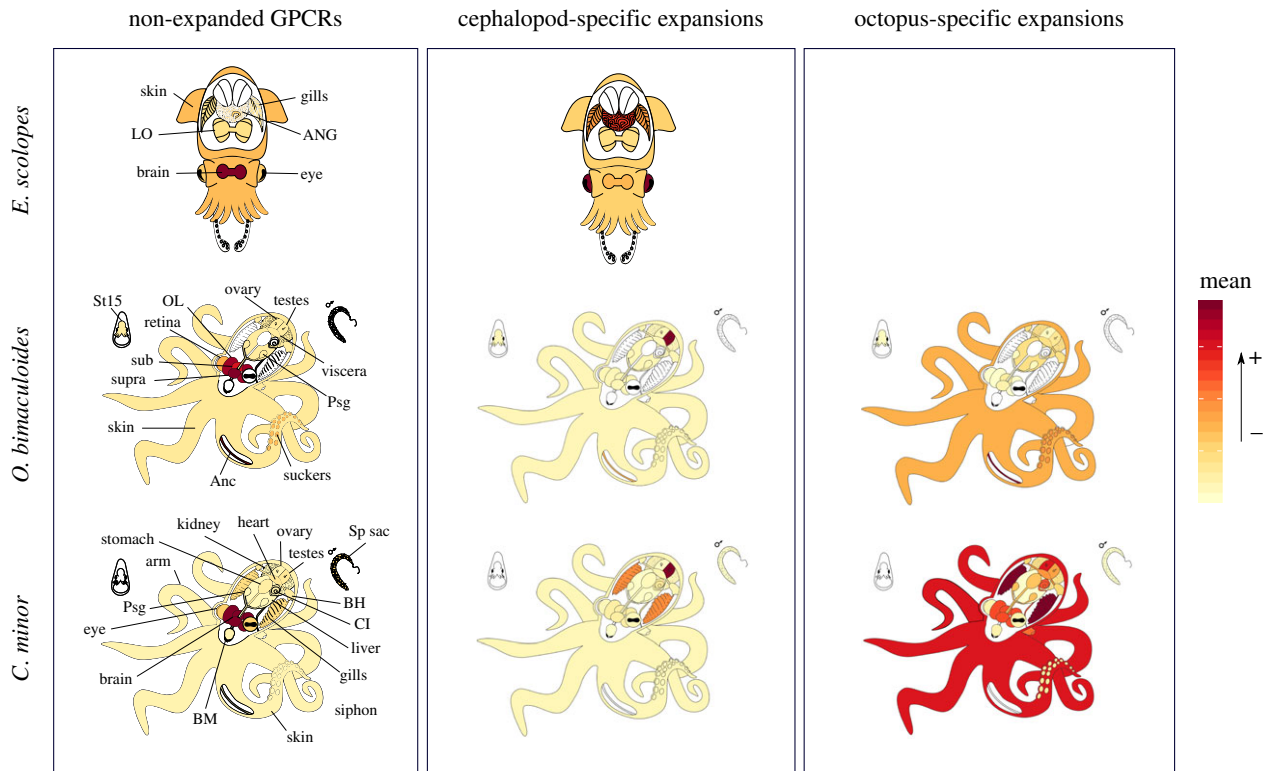 non-expanded GPCRs
cephalopod-specific expansions
octopus-specific expansions
E. scolopes
skin
gills
LO
ANG
brain
eye
O. bimaculoides
St15
OL
ovary
testes
♂
retina
sub
viscera
supra
Psg
skin
Anc
suckers
♂
♂
mean
+
–
C. minor
kidney
heart
ovary
Sp sac
stomach
testes
♂
arm
Psg
BH
eye
CI
liver
brain
gills
BM
siphon
skin
♂
♂